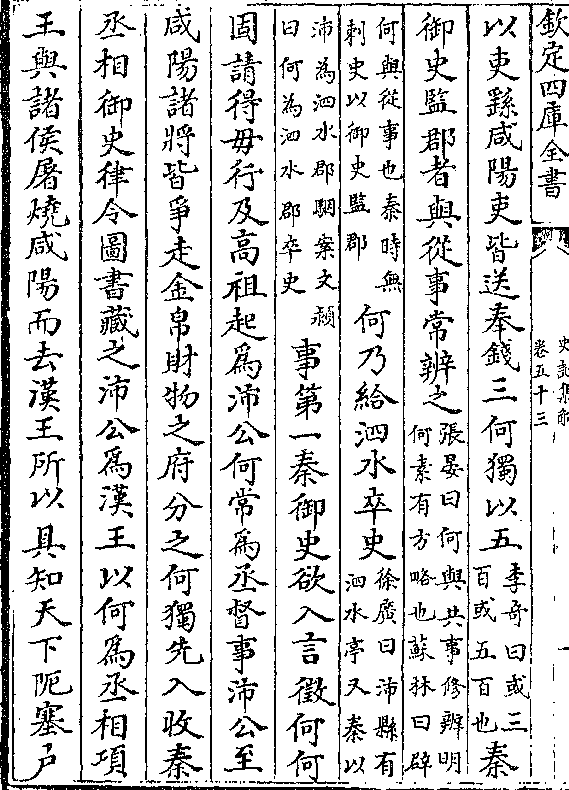 欽定四庫全書
史記集解
卷五十三
以吏繇咸陽吏皆送奉錢三何獨以五李奇曰或三百或五百也秦
御史監郡者與從事常辨之張晏曰何與共事修辦明何素有方略也蘇林曰辟
何與從事也秦時無刺史以御史監郡何乃給泗水卒史徐廣曰沛縣有泗水亭又秦以
沛為泗水郡駰案文穎曰何為泗水郡卒史事第一秦御史欲入言徵何何
固請得毋行及高祖起爲沛公何常爲丞督事沛公至
咸陽諸將皆爭走金帛財物之府分之何獨先入收秦
丞相御史律令圖書藏之沛公爲漢王以何爲丞相項
王與諸侯屠燒咸陽而去漢王所以具知天下阨塞戶